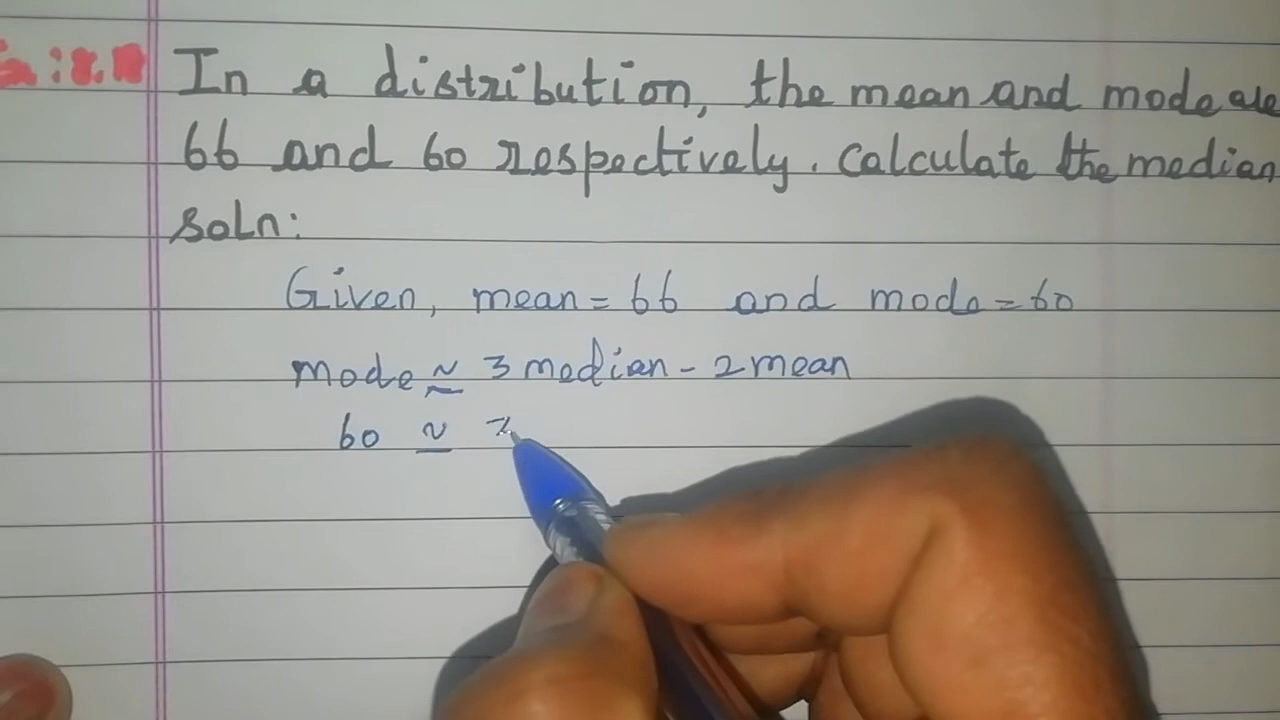 In a distribution, the mean and mode are
66 and 60 respectively. Calculate the median
soln:
Given, mean = 66 and mode = 60
mode ≃ 3 median - 2 mean
60 ≃